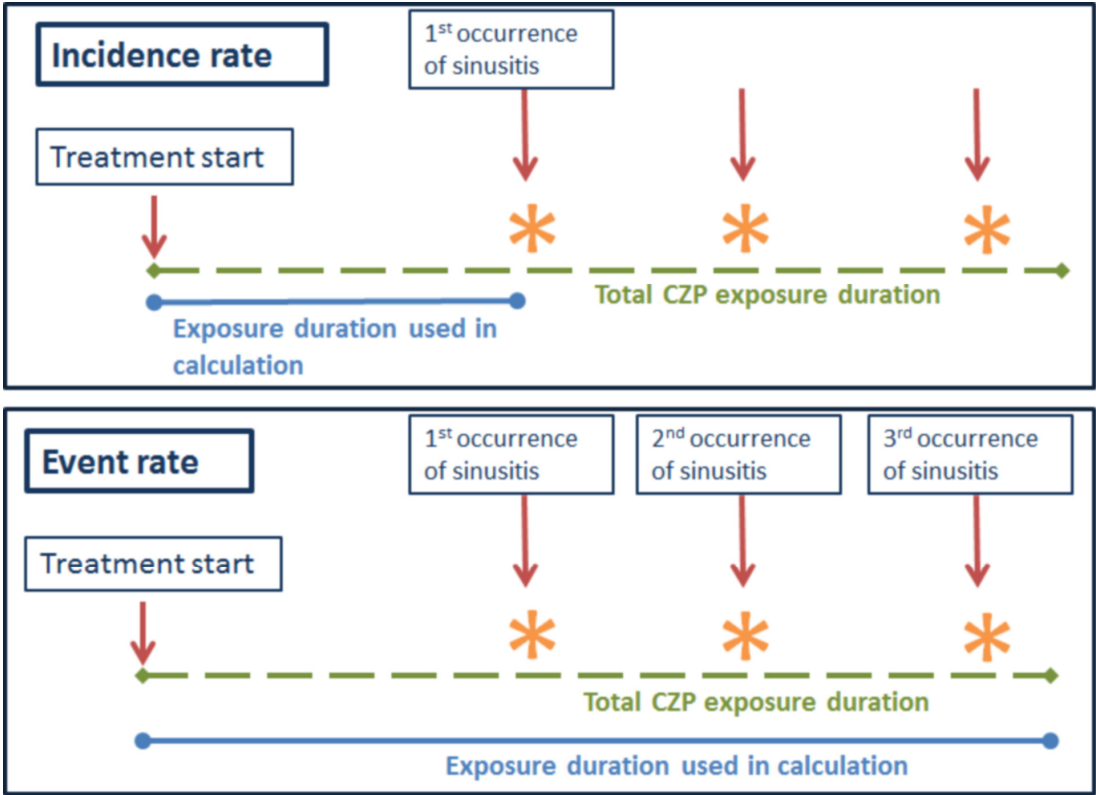 Incidence rate
1st occurrence
of sinusitis
Treatment start
Total CZP exposure duration
Exposure duration used in
calculation
Event rate
1st occurrence
of sinusitis
2nd occurrence
of sinusitis
3rd occurrence
of sinusitis
Treatment start
Total CZP exposure duration
Exposure duration used in calculation